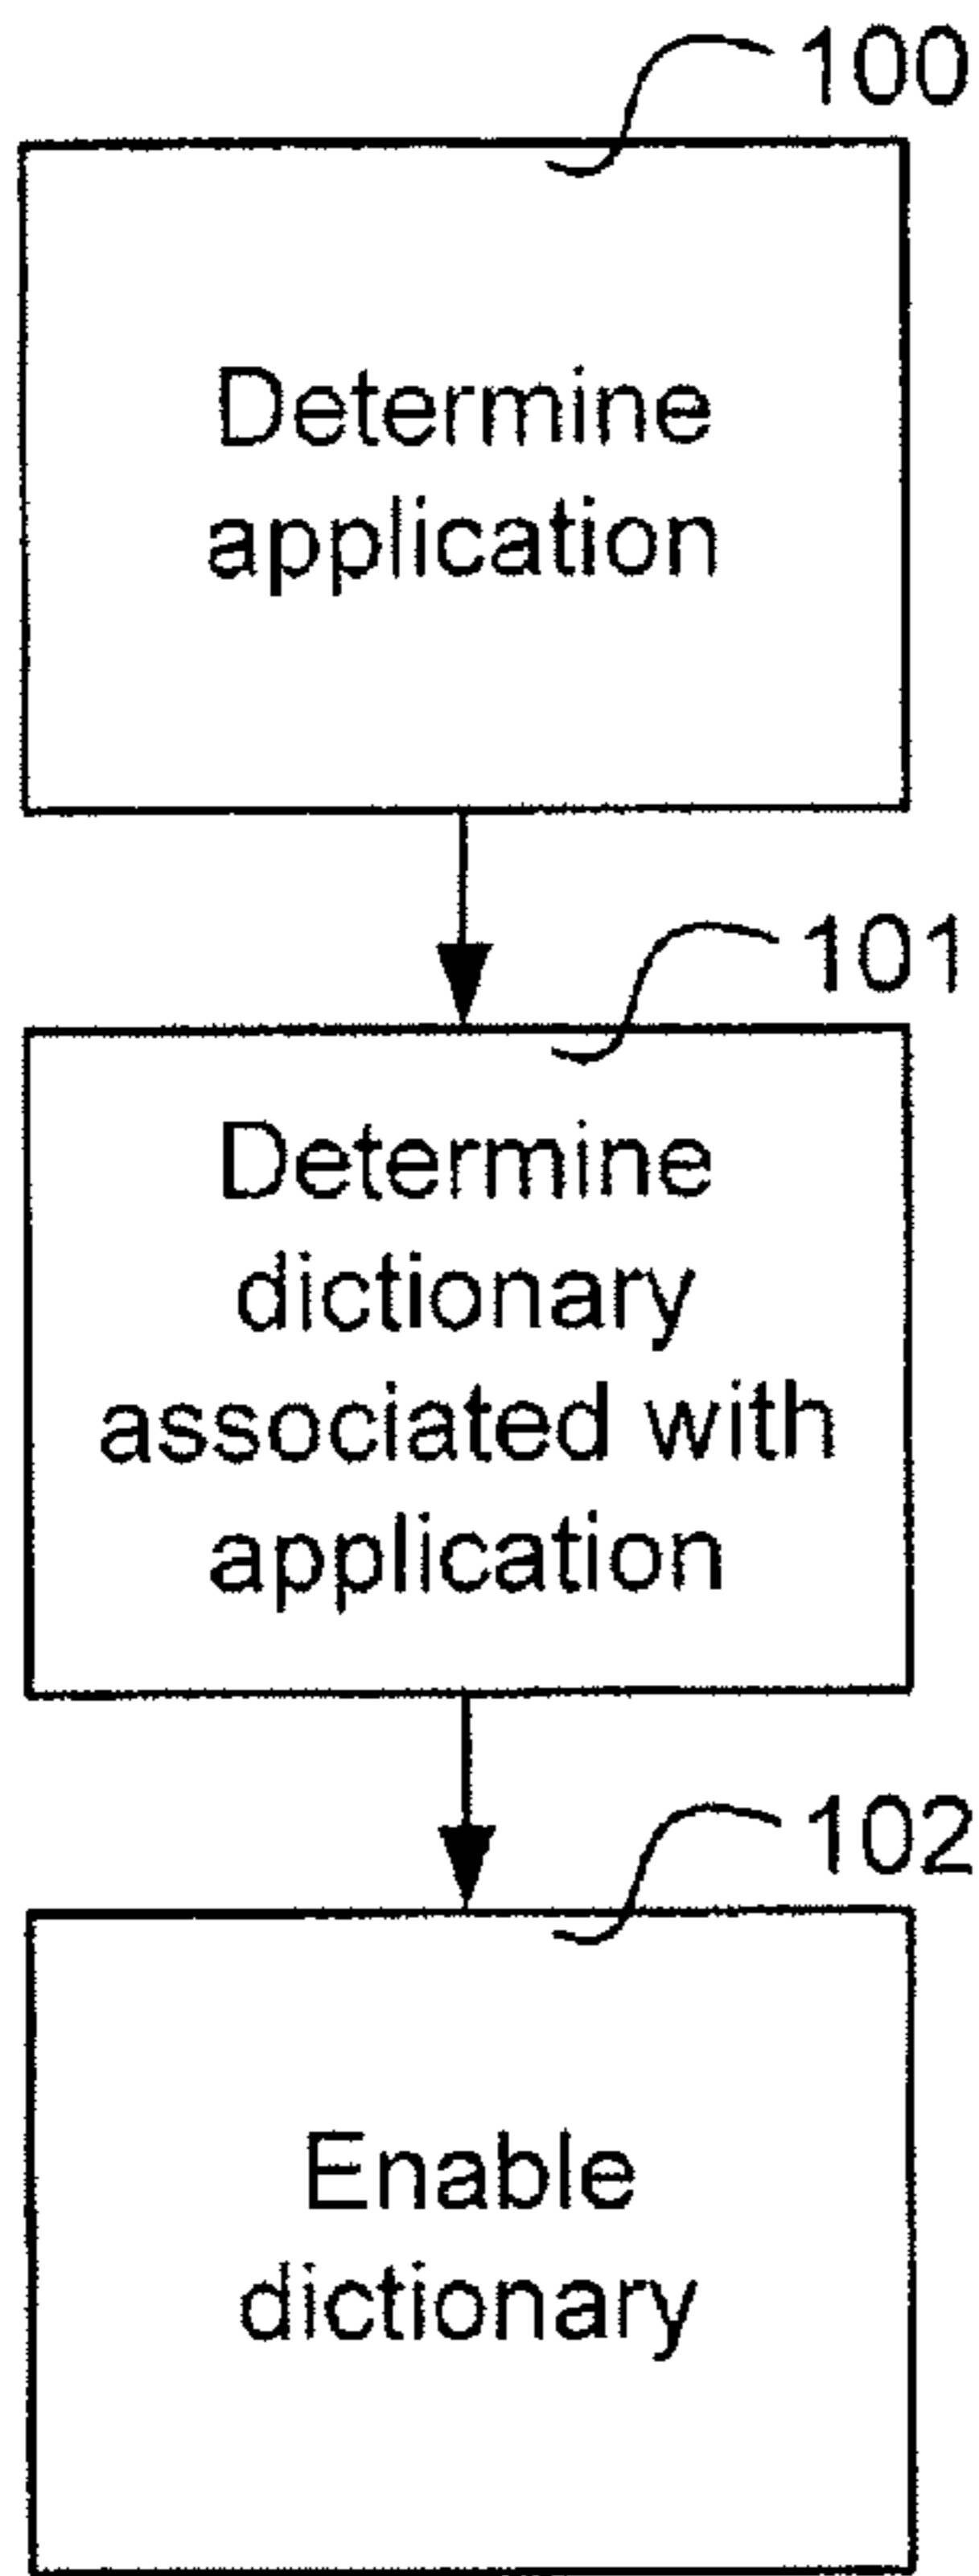 100
Determine
application
101
Determine
dictionary
associated with
application
102
Enable
dictionary